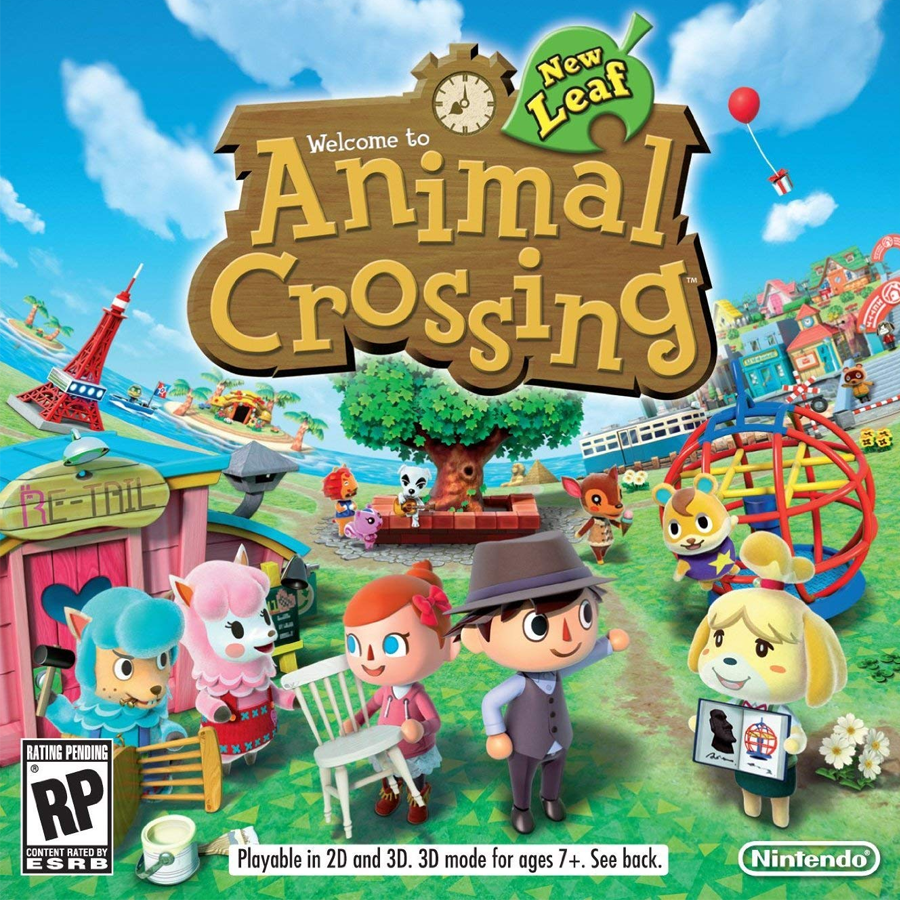 New
Leaf
Welcome to
Animal
Crossing
™
RE-TAIL
RATING PENDING
®
RP
CONTENT RATED BY
ESRB
Playable in 2D and 3D. 3D mode for ages 7+. See back.
Nintendo®